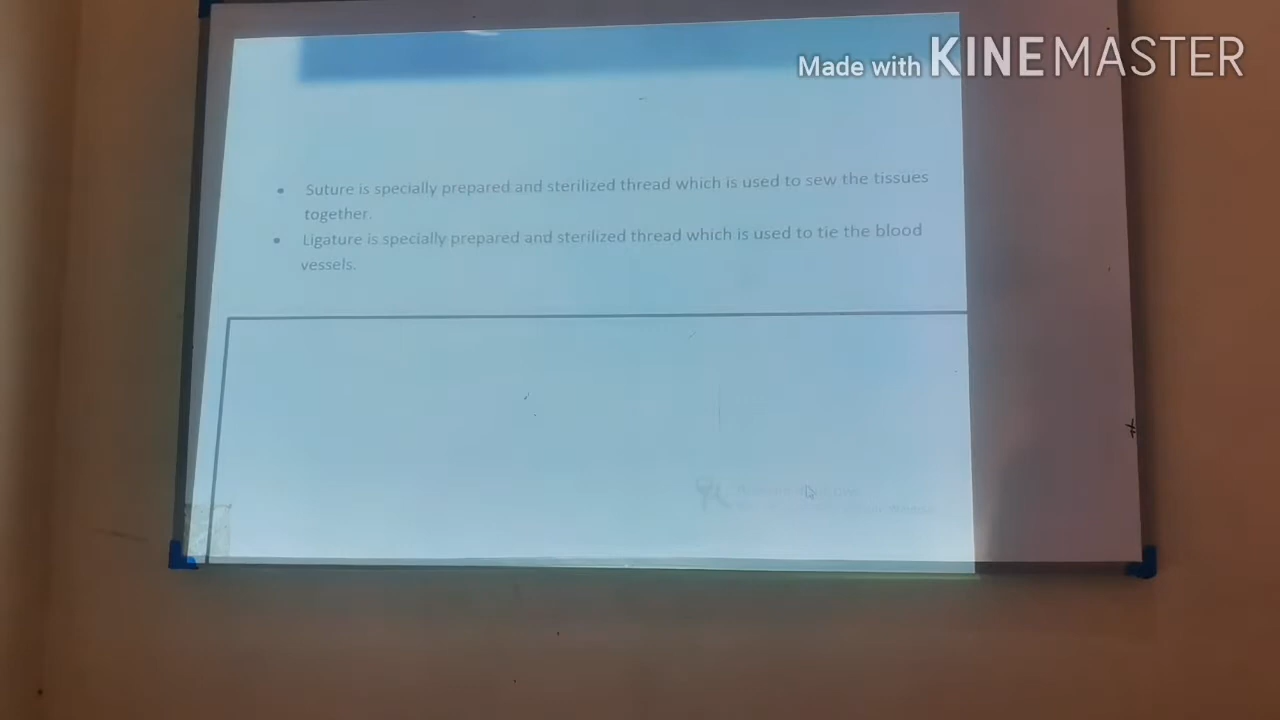 Made with KINEMASTER
Suture is specially prepared and sterilized thread which is used to sew the tissues
together.
Ligature is specially prepared and sterilized thread which is used to tie the blood
vessels.